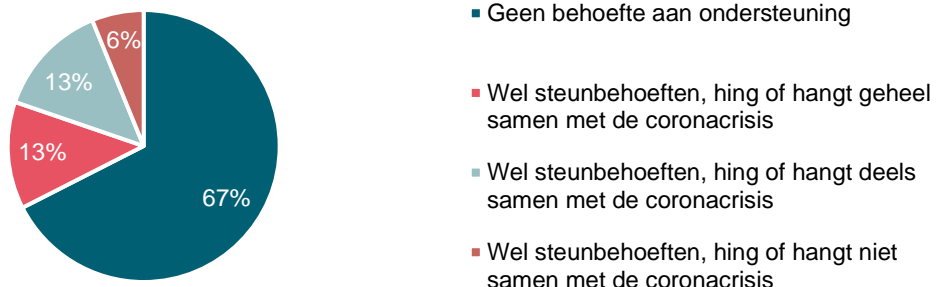 Geen behoefte aan ondersteuning
6%
13%
Wel steunbehoeften, hing of hangt geheel
samen met de coronacrisis
13%
Wel steunbehoeften, hing of hangt deels
samen met de coronacrisis
67%
Wel steunbehoeften, hing of hangt niet
samen met de coronacrisis